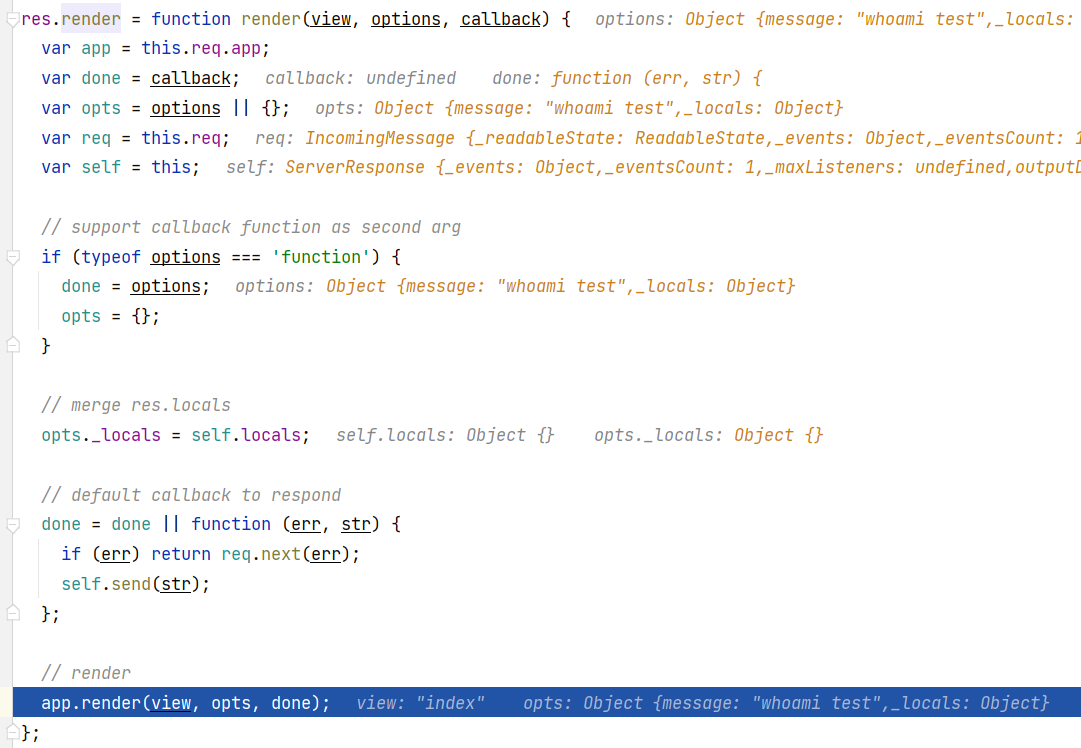 res.render = function render(view, options, callback) {   options: Object {message: "whoami test",_locals:
  var app = this.req.app;
  var done = callback;   callback: undefined    done: function (err, str) {
  var opts = options || {};   opts: Object {message: "whoami test",_locals: Object}
  var req = this.req;   req: IncomingMessage {_readableState: ReadableState,_events: Object,_eventsCount: 1
  var self = this;   self: ServerResponse {_events: Object,_eventsCount: 1,_maxListeners: undefined,outputD
  // support callback function as second arg
  if (typeof options === 'function') {
    done = options;   options: Object {message: "whoami test",_locals: Object}
    opts = {};
  }
  // merge res.locals
  opts._locals = self.locals;   self.locals: Object {}    opts._locals: Object {}
  // default callback to respond
  done = done || function (err, str) {
    if (err) return req.next(err);
    self.send(str);
  };
  // render
  app.render(view, opts, done);   view: "index"    opts: Object {message: "whoami test",_locals: Object}
};